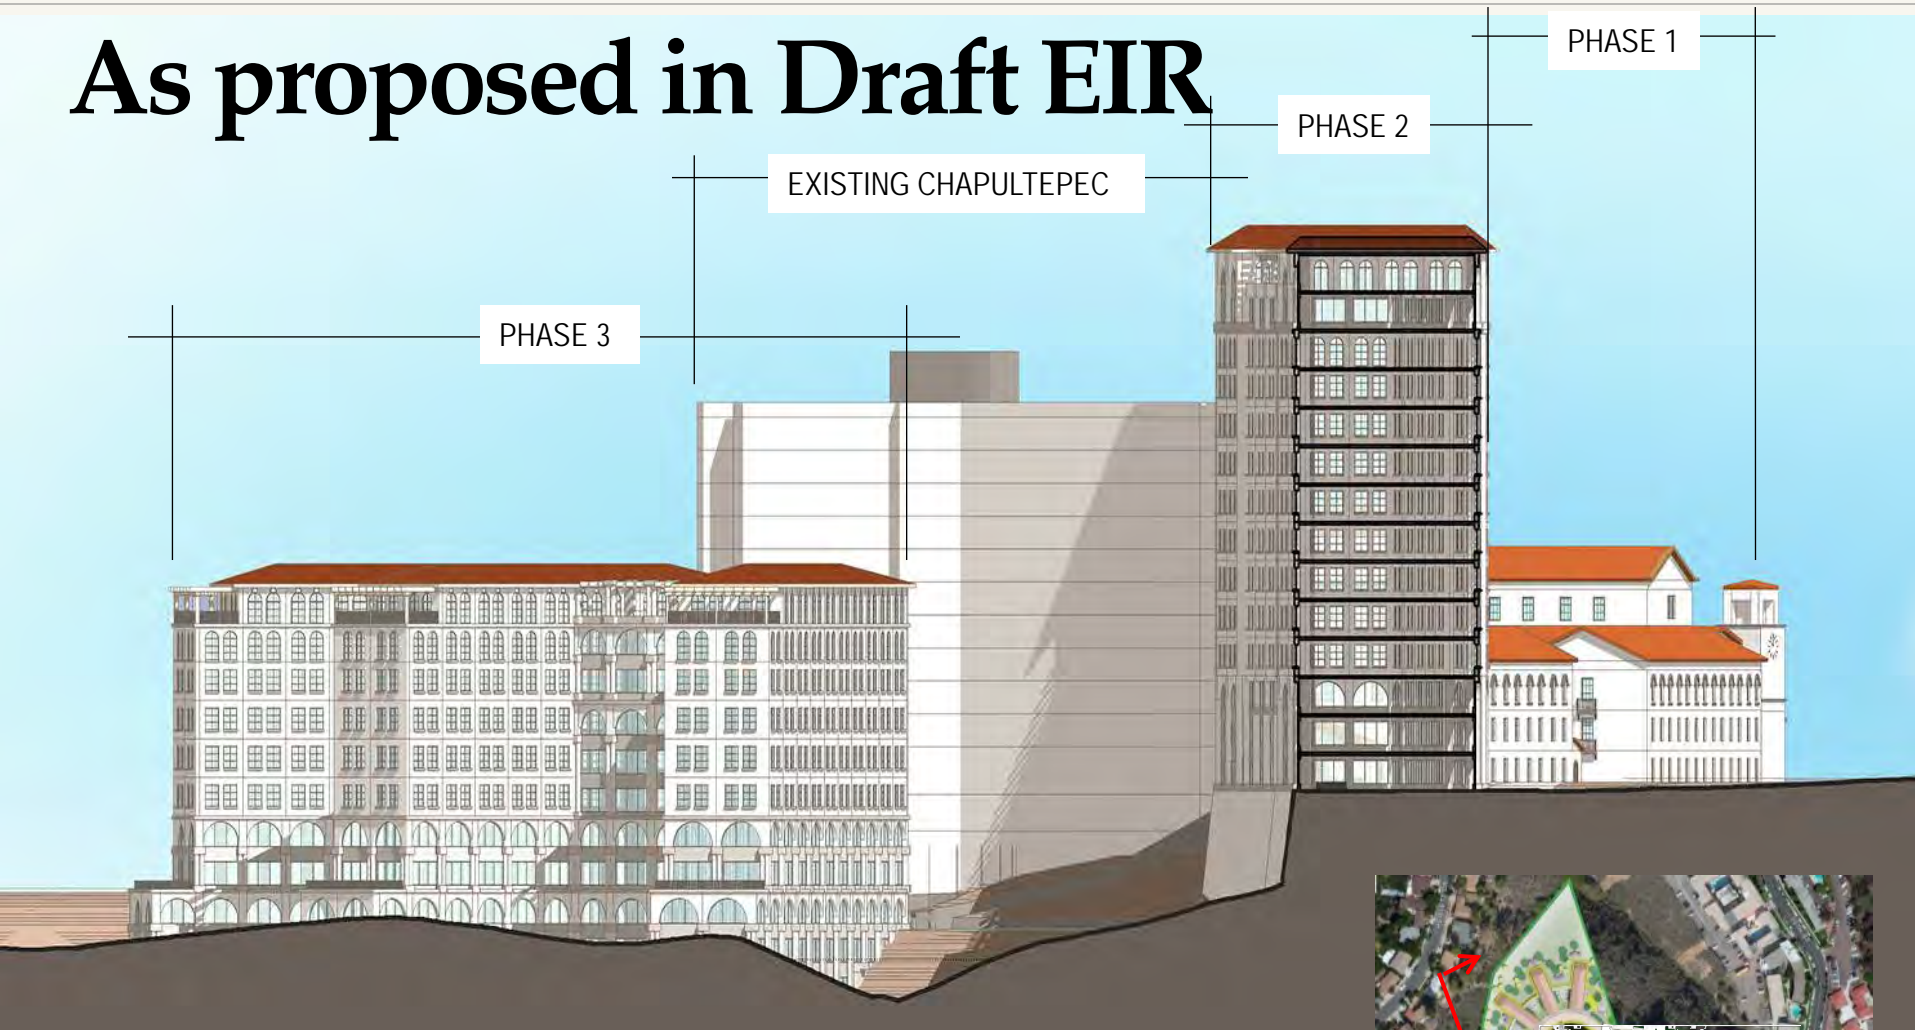 As proposed in Draft EIR
PHASE 1
PHASE 2
EXISTING CHAPULTEPEC
PHASE 3